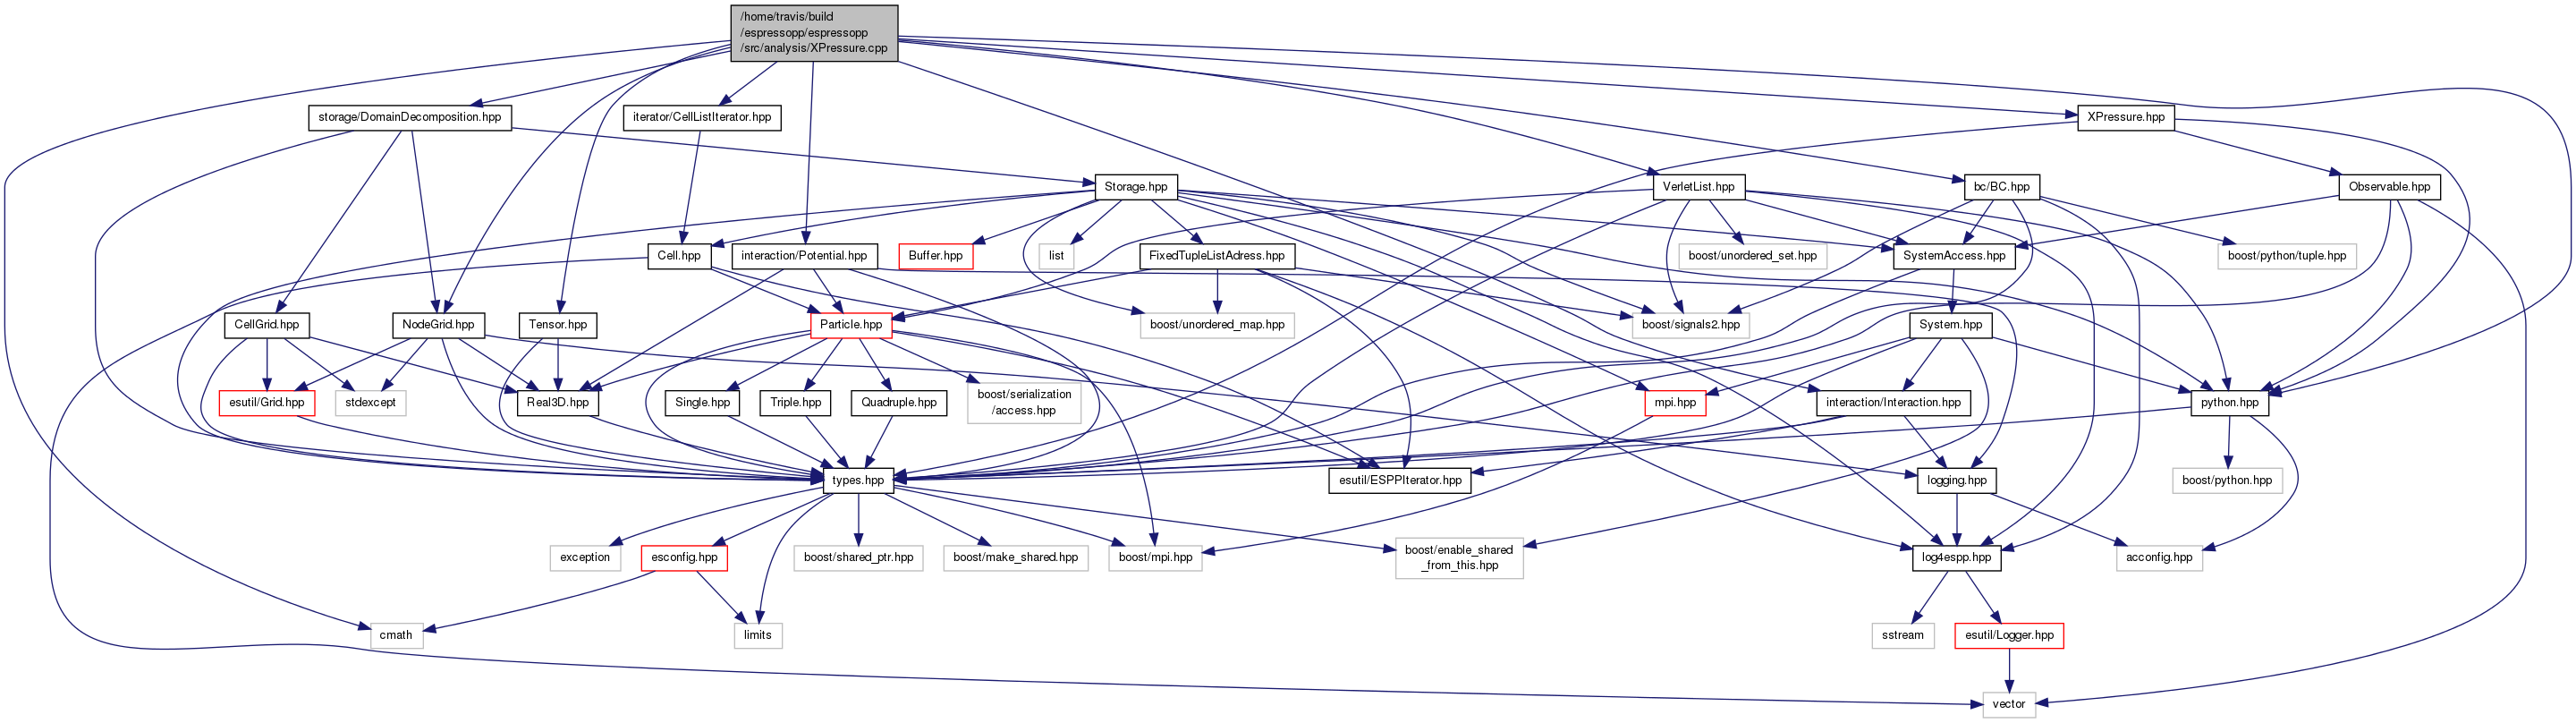 /home/travis/build
/espressopp/espressopp
/src/analysis/XPressure.cpp
storage/DomainDecomposition.hpp
iterator/CellListIterator.hpp
XPressure.hpp
Storage.hpp
VerletList.hpp
bc/BC.hpp
Observable.hpp
Cell.hpp
interaction/Potential.hpp
Buffer.hpp
list
FixedTupleListAdress.hpp
boost/unordered_set.hpp
SystemAccess.hpp
boost/python/tuple.hpp
CellGrid.hpp
NodeGrid.hpp
Tensor.hpp
Particle.hpp
boost/unordered_map.hpp
boost/signals2.hpp
System.hpp
esutil/Grid.hpp
stdexcept
Real3D.hpp
Single.hpp
Triple.hpp
Quadruple.hpp
boost/serialization
/access.hpp
mpi.hpp
interaction/Interaction.hpp
python.hpp
types.hpp
esutil/ESPPIterator.hpp
logging.hpp
boost/python.hpp
exception
esconfig.hpp
boost/shared_ptr.hpp
boost/make_shared.hpp
boost/mpi.hpp
boost/enable_shared
_from_this.hpp
log4espp.hpp
acconfig.hpp
cmath
limits
sstream
esutil/Logger.hpp
vector